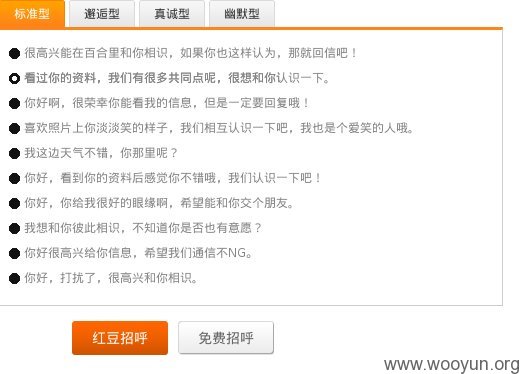 标准型 邂逅型 真诚型 幽默型
很高兴能在百合里和你相识，如果你也这样认为，那就回信吧！
看过你的资料，我们有很多共同点呢，很想和你认识一下。
你好啊，很荣幸你能看我的信息，但是一定要回复哦！
喜欢照片上你淡淡笑的样子，我们相互认识一下吧，我也是个爱笑的人哦。
我这边天气不错，你那里呢？
你好，看到你的资料后感觉你不错哦，我们认识一下吧！
你好，你给我很好的眼缘啊，希望能和你交个朋友。
我想和你彼此相识，不知道你是否也有意愿？
你好很高兴给你信息，希望我们通信不NG。
你好，打扰了，很高兴和你相识。
红豆招呼 免费招呼
www.wooyun.org